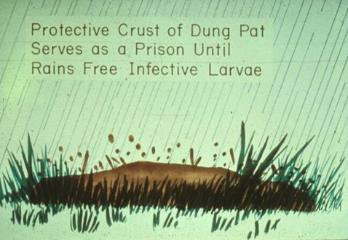 Protective Crust of Dung Pat
Serves as a Prison Until
Rains Free Infective Larvae